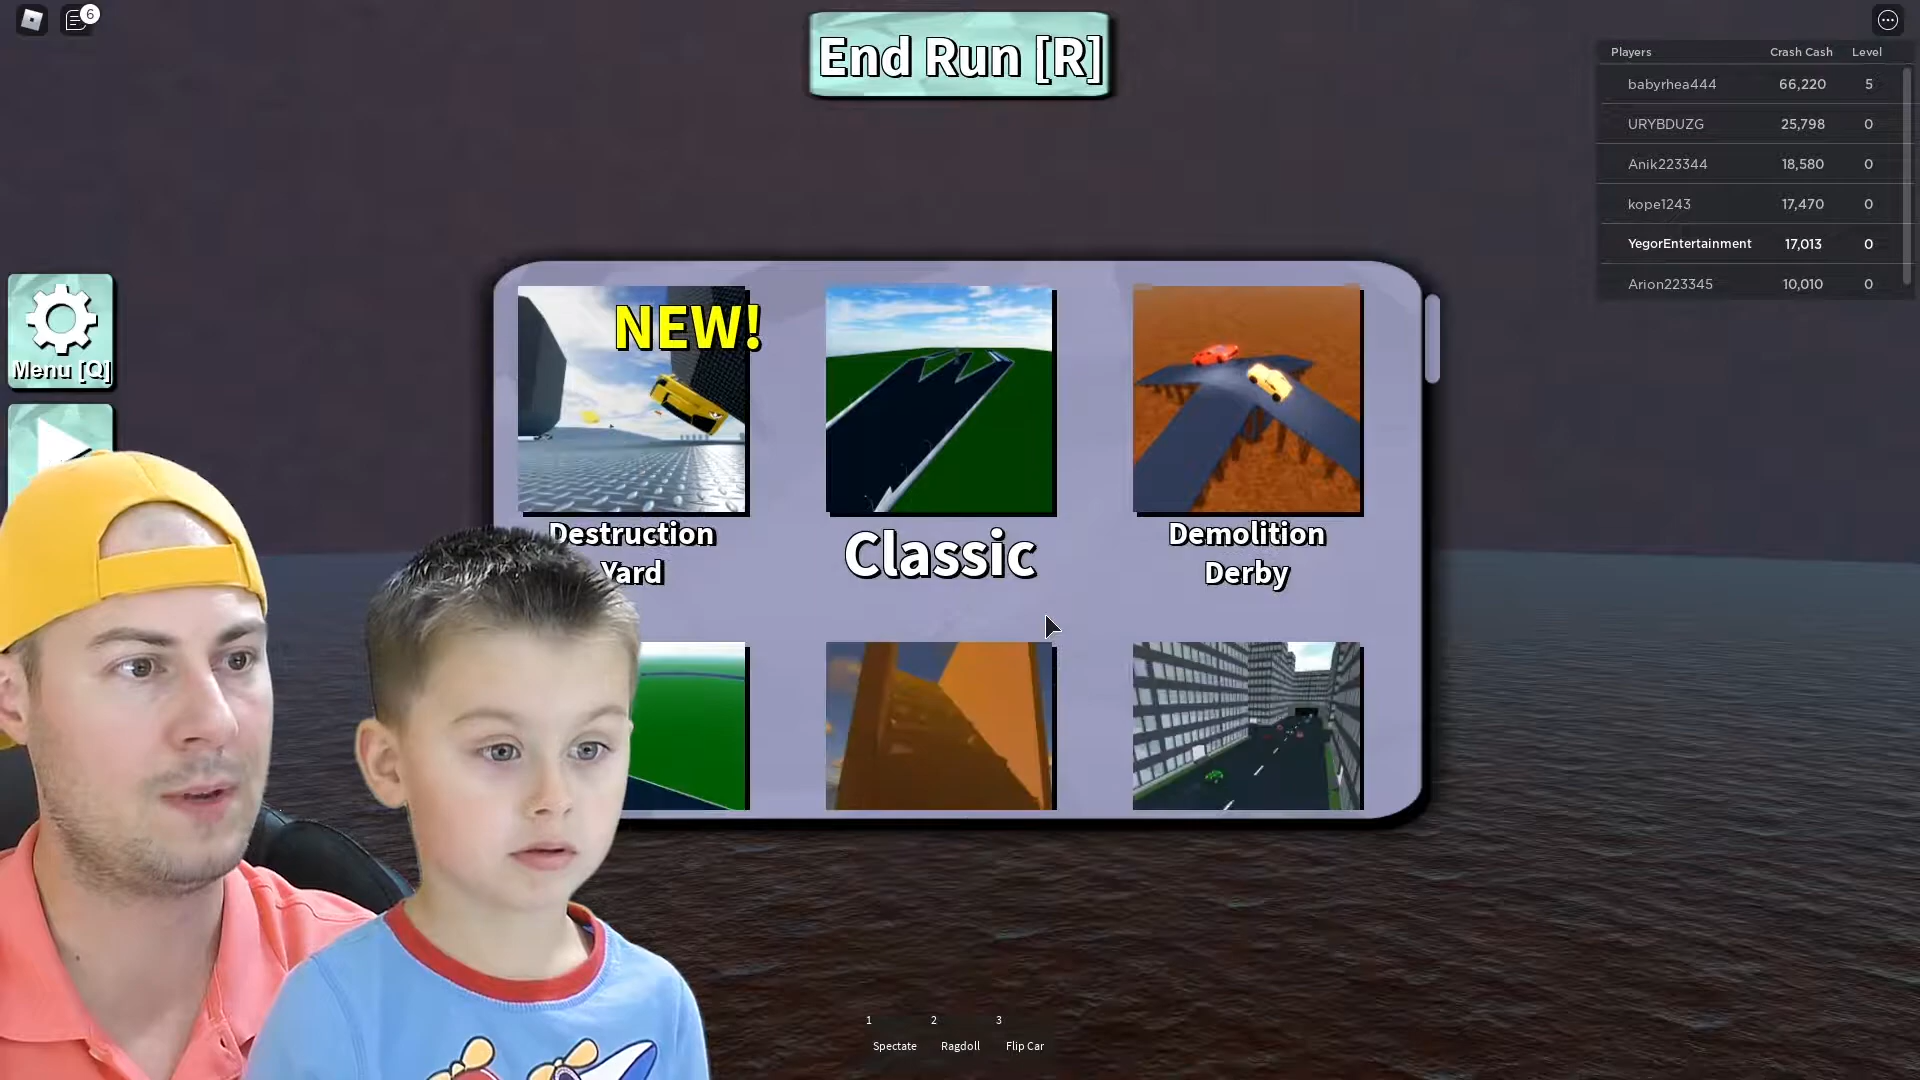 6
End Run [R]
Players Crash Cash Level
babyrhea444 66,220 5
URYBDUZG 25,798 0
Anik223344 18,580 0
kope1243 17,470 0
YegorEntertainment 17,013 0
Arion223345 10,010 0
Menu [Q]
NEW!
Destruction
Yard
Classic
Demolition
Derby
1 2 3
Spectate Ragdoll Flip Car